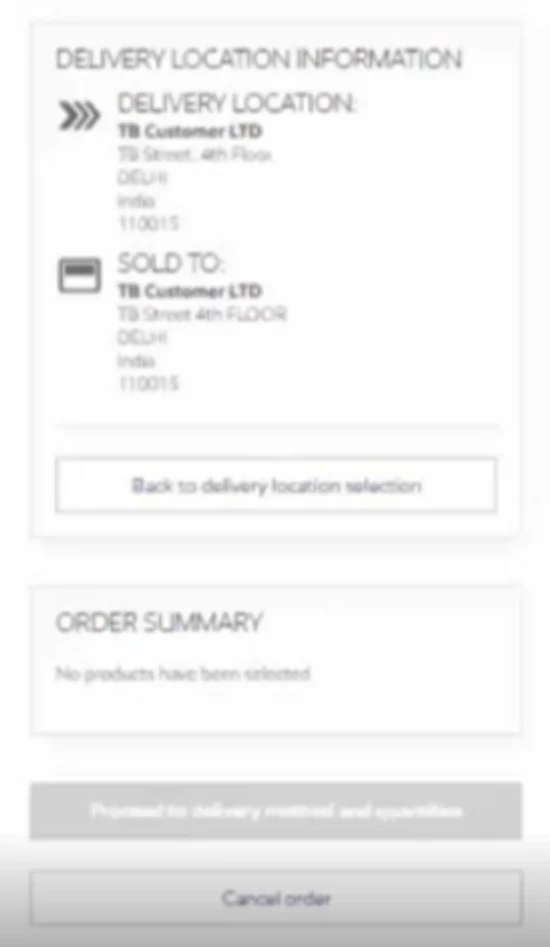 DELIVERY LOCATION INFORMATION
DELIVERY LOCATION:
TB Customer LTD
TB Street, 4th Floor
DELHI
India
110015
SOLD TO:
TB Customer LTD
TB Street 4th FLOOR
DELHI
India
110015
Back to delivery location selection
ORDER SUMMARY
No products have been selected
Proceed to delivery method and quantities
Cancel order